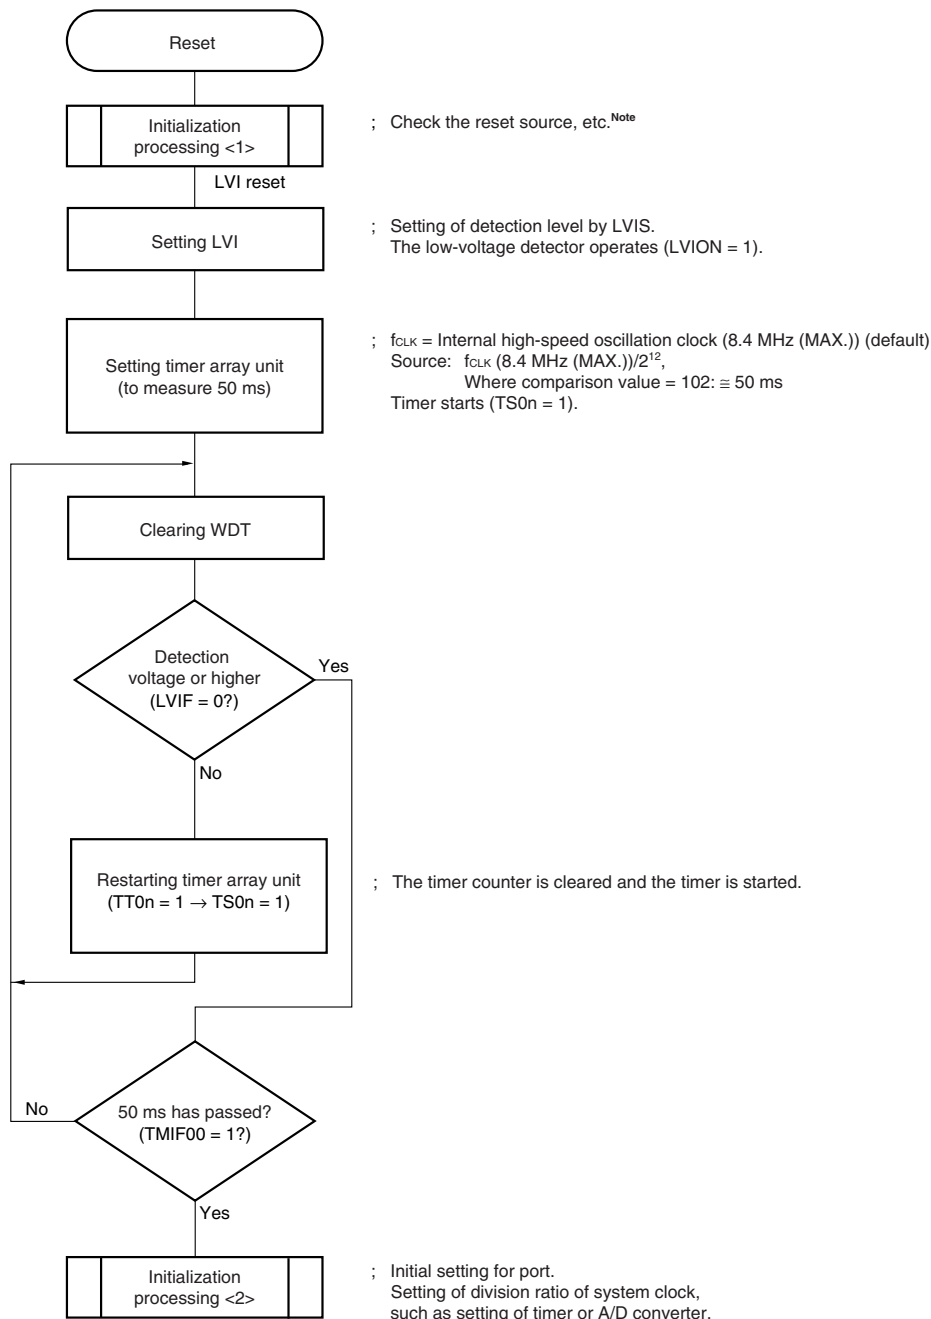 Reset
Initialization
processing <1>
; Check the reset source, etc.Note
LVI reset
Setting LVI
; Setting of detection level by LVIS.
The low-voltage detector operates (LVION = 1).
Setting timer array unit
(to measure 50 ms)
; fCLK = Internal high-speed oscillation clock (8.4 MHz (MAX.)) (default)
Source: fCLK (8.4 MHz (MAX.))/2¹²,
Where comparison value = 102: ≅ 50 ms
Timer starts (TS0n = 1).
Clearing WDT
Detection
voltage or higher
(LVIF = 0?)
Yes
No
Restarting timer array unit
(TT0n = 1 → TS0n = 1)
; The timer counter is cleared and the timer is started.
No
50 ms has passed?
(TMIF00 = 1?)
Yes
Initialization
processing <2>
; Initial setting for port.
Setting of division ratio of system clock,
such as setting of timer or A/D converter.